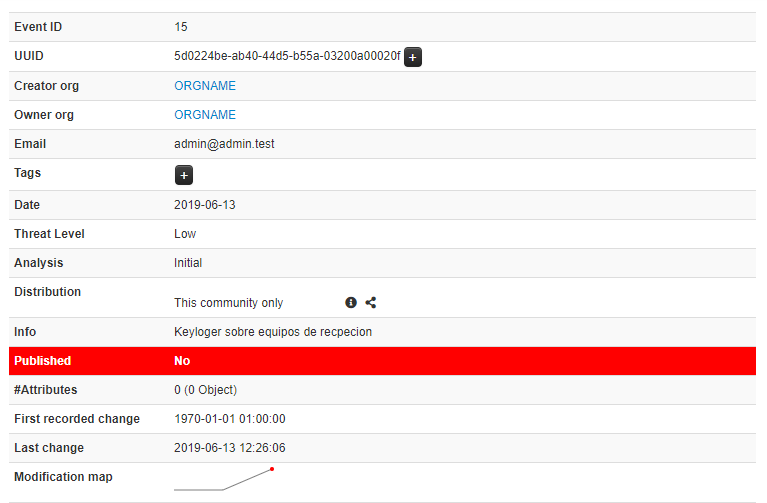 Event ID 15
UUID 5d0224be-ab40-44d5-b55a-03200a00020f +
Creator org ORGNAME
Owner org ORGNAME
Email admin@admin.test
Tags +
Date 2019-06-13
Threat Level Low
Analysis Initial
Distribution This community only
Info Keyloger sobre equipos de recpecion
Published No
#Attributes 0 (0 Object)
First recorded change 1970-01-01 01:00:00
Last change 2019-06-13 12:26:06
Modification map